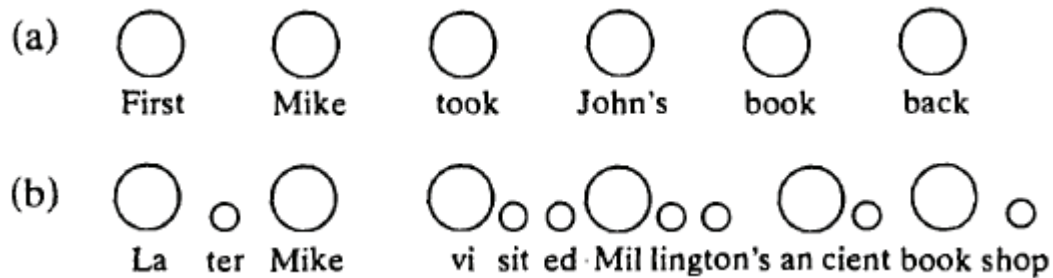 (a)
First Mike took John's book back
(b)
La ter Mike vi sit ed · Mil lington's an cient book shop